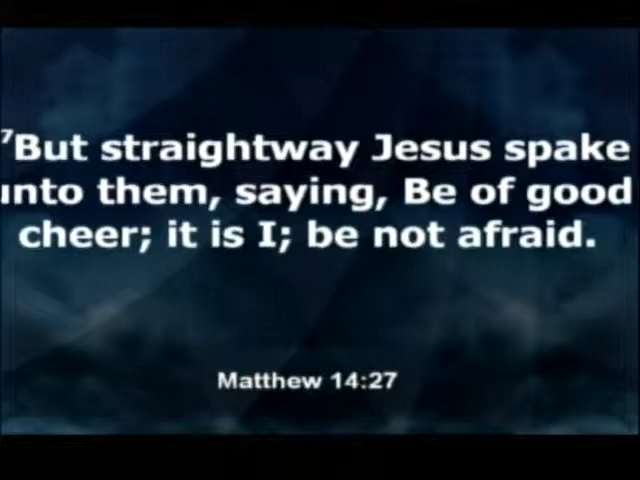 7But straightway Jesus spake
unto them, saying, Be of good
cheer; it is I; be not afraid.
Matthew 14:27